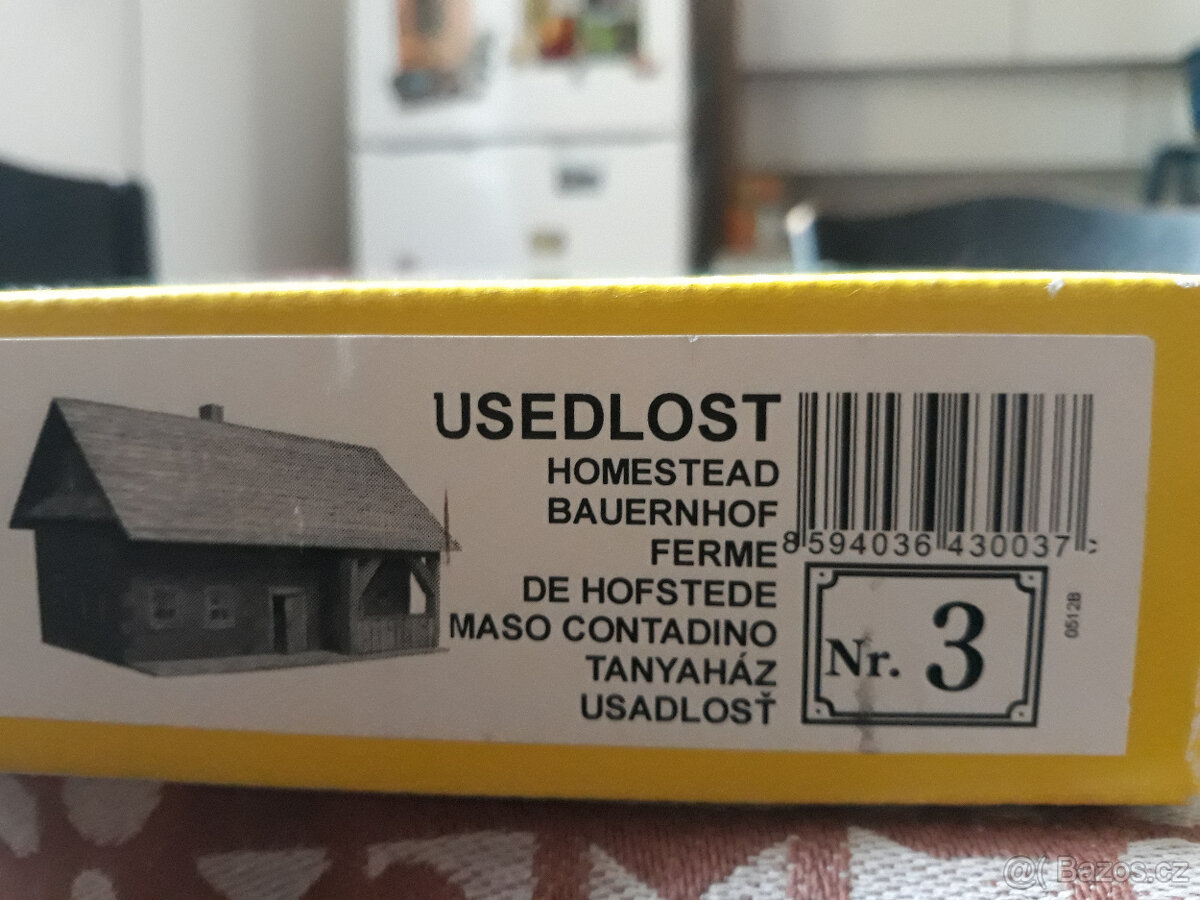 USEDLOST
HOMESTEAD
BAUERNHOF
FERME
DE HOFSTEDE
MASO CONTADINO
TANYAHÁZ
USADLOSŤ
8594036430037
Nr. 3
0512B
@( Bazos.cz